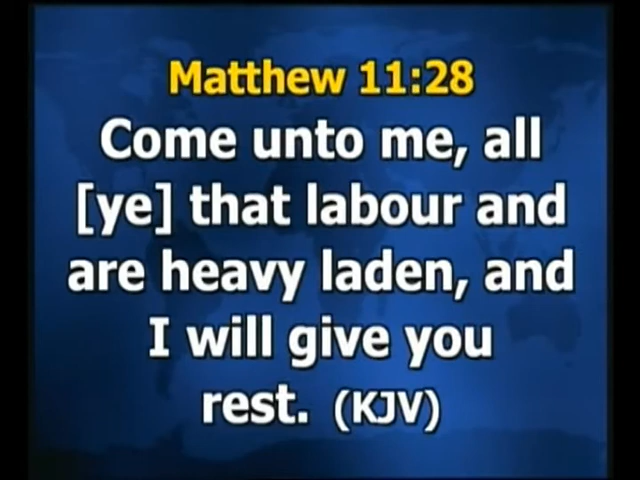 Matthew 11:28
Come unto me, all
[ye] that labour and
are heavy laden, and
I will give you
rest. (KJV)